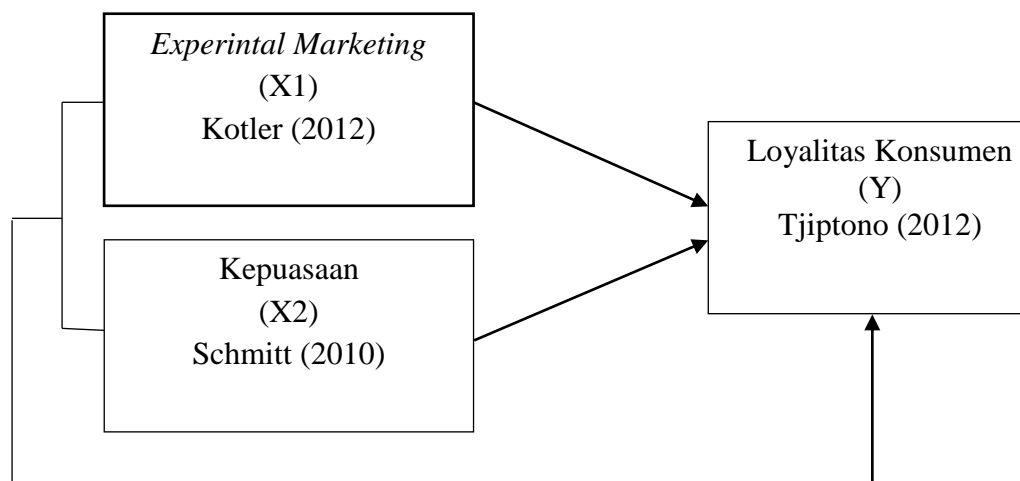 Experintal Marketing
(X1)
Kotler (2012)
Loyalitas Konsumen
(Y)
Tjiptono (2012)
Kepuasaan
(X2)
Schmitt (2010)